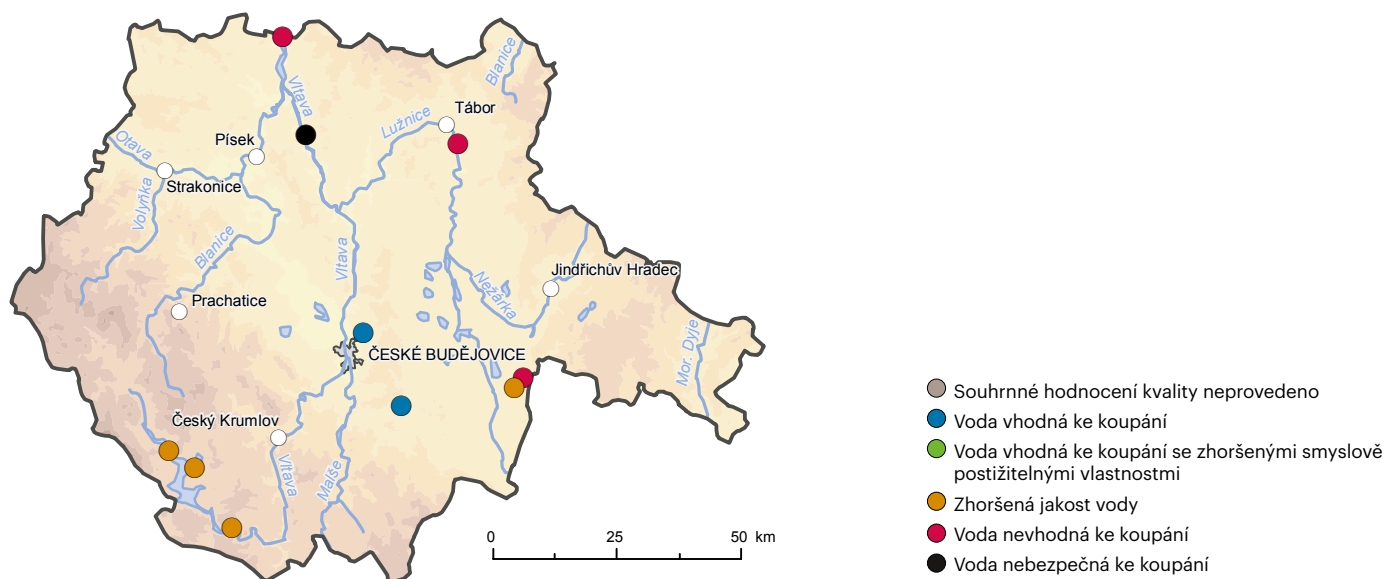 Blanice
Vltava
Tábor
Lužnice
Písek
Otava
Strakonice
Volyňka
Blanice
Vltava
Jindřichův Hradec
Nežárka
Prachatice
Mor. Dyje
ČESKÉ BUDĚJOVICE
Český Krumlov
Vltava
Malše
0 25 50 km
Souhrnné hodnocení kvality neprovedeno
Voda vhodná ke koupání
Voda vhodná ke koupání se zhoršenými smyslově
postižitelnými vlastnostmi
Zhoršená jakost vody
Voda nevhodná ke koupání
Voda nebezpečná ke koupání